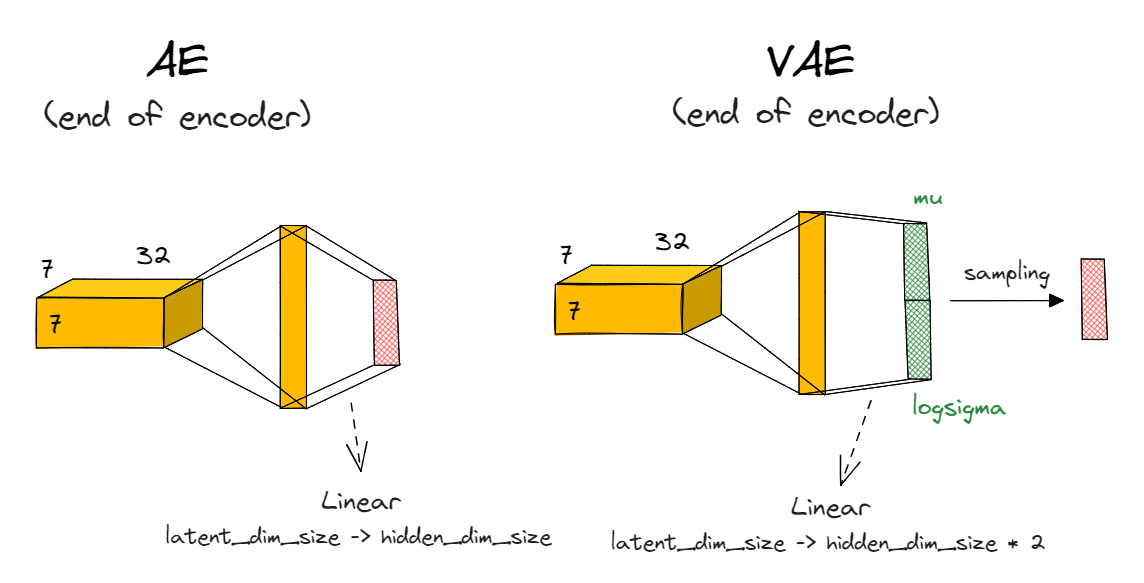 AE
(end of encoder)
7
32
7
Linear
latent_dim_size -> hidden_dim_size
VAE
(end of encoder)
7
32
7
mu
sampling
logsigma
Linear
latent_dim_size -> hidden_dim_size * 2